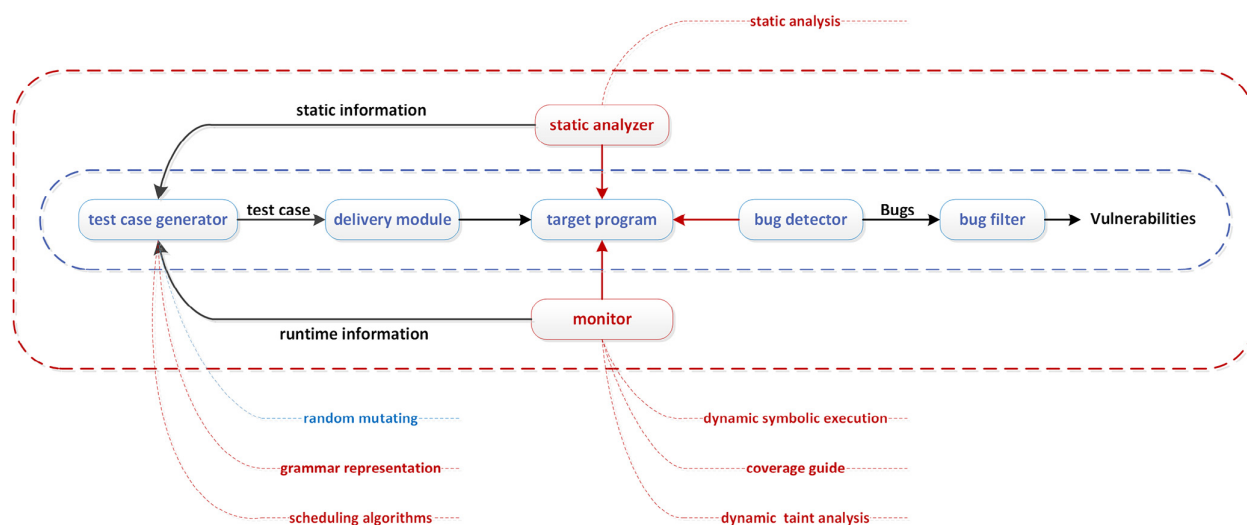 static analysis
static information
static analyzer
test case generator
test case
delivery module
target program
bug detector
Bugs
bug filter
Vulnerabilities
monitor
runtime information
random mutating
dynamic symbolic execution
grammar representation
coverage guide
scheduling algorithms
dynamic taint analysis